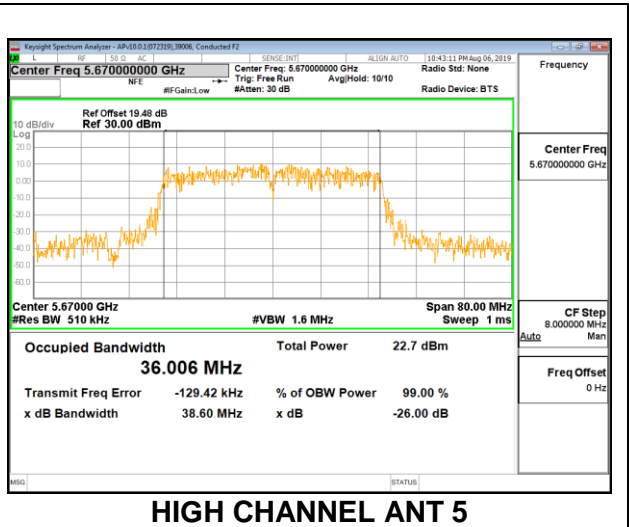 Keysight Spectrum Analyzer - APv10.0.1(072319),39006, Conducted F2
L RF 50 Ω AC SENSE:INT ALIGN AUTO 10:43:11 PM Aug 06, 2019
Center Freq 5.670000000 GHz
NFE
#IFGain:Low
Center Freq: 5.670000000 GHz
Trig: Free Run Avg|Hold: 10/10
#Atten: 30 dB
Radio Std: None
Radio Device: BTS
Frequency
Ref Offset 19.48 dB
10 dB/div Ref 30.00 dBm
Log
20.0
10.0
0.00
-10.0
-20.0
-30.0
-40.0
-50.0
-60.0
Center Freq
5.670000000 GHz
Center 5.67000 GHz Span 80.00 MHz
#Res BW 510 kHz #VBW 1.6 MHz Sweep 1 ms
CF Step
8.000000 MHz
Auto Man
Occupied Bandwidth Total Power 22.7 dBm
36.006 MHz
Transmit Freq Error -129.42 kHz % of OBW Power 99.00 %
x dB Bandwidth 38.60 MHz x dB -26.00 dB
Freq Offset
0 Hz
MSG STATUS
HIGH CHANNEL ANT 5